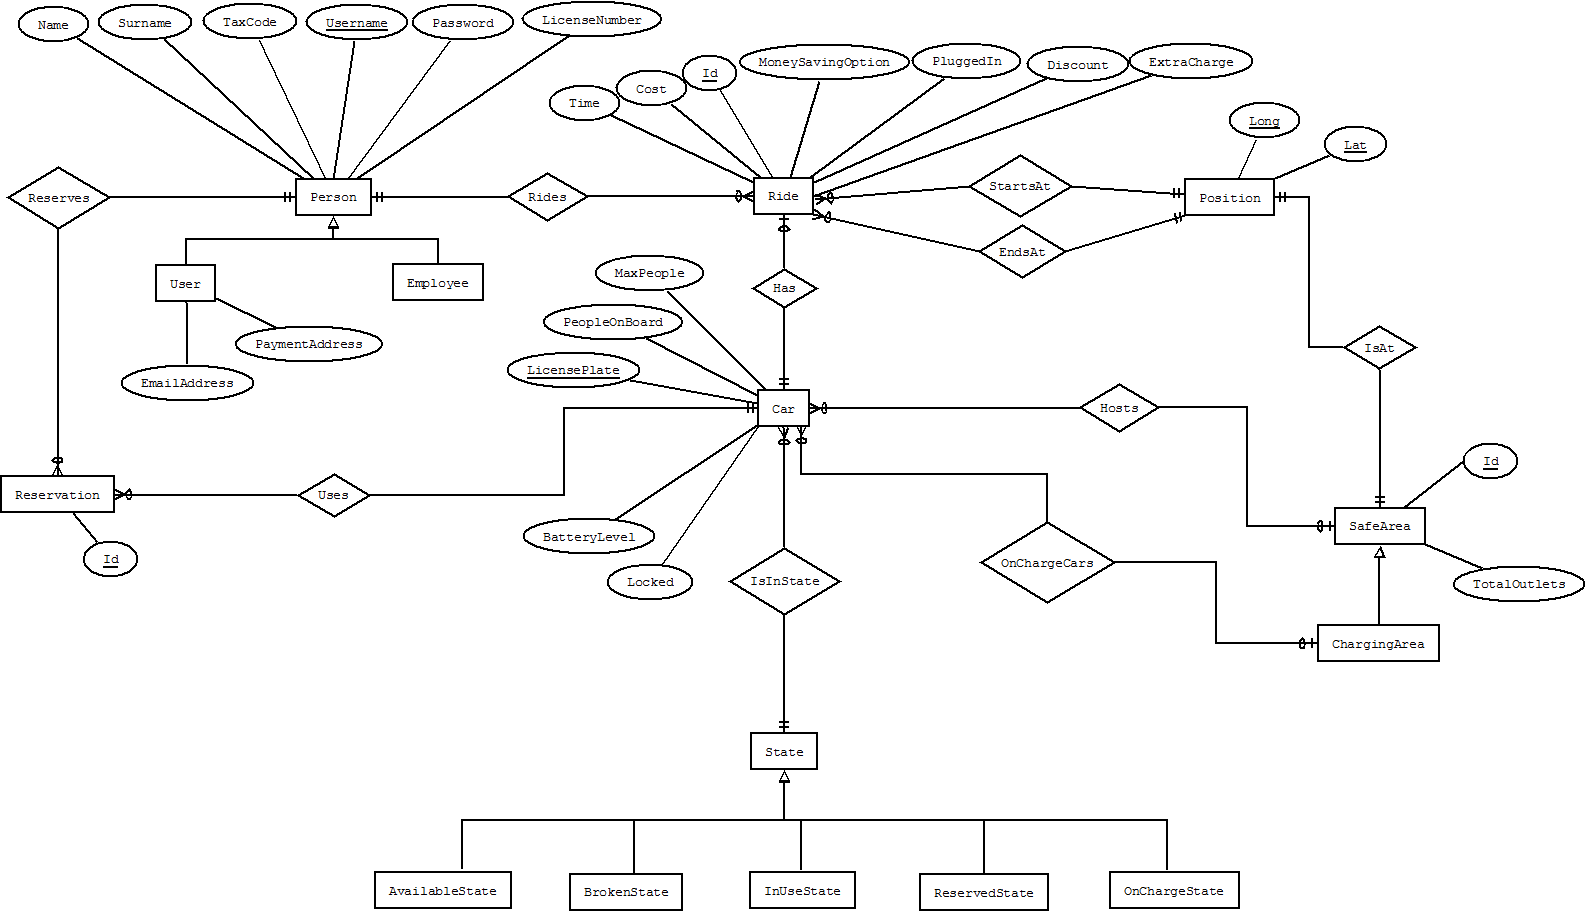 Name
Surname
TaxCode
Username
Password
LicenseNumber
Time
Cost
Id
MoneySavingOption
PluggedIn
Discount
ExtraCharge
Long
Lat
Reserves
Person
Rides
Ride
StartsAt
Position
EndsAt
User
Employee
MaxPeople
Has
PeopleOnBoard
PaymentAddress
IsAt
EmailAddress
LicensePlate
Car
Hosts
Id
Reservation
Uses
SafeArea
BatteryLevel
Id
OnChargeCars
Locked
IsInState
TotalOutlets
ChargingArea
State
AvailableState
BrokenState
InUseState
ReservedState
OnChargeState